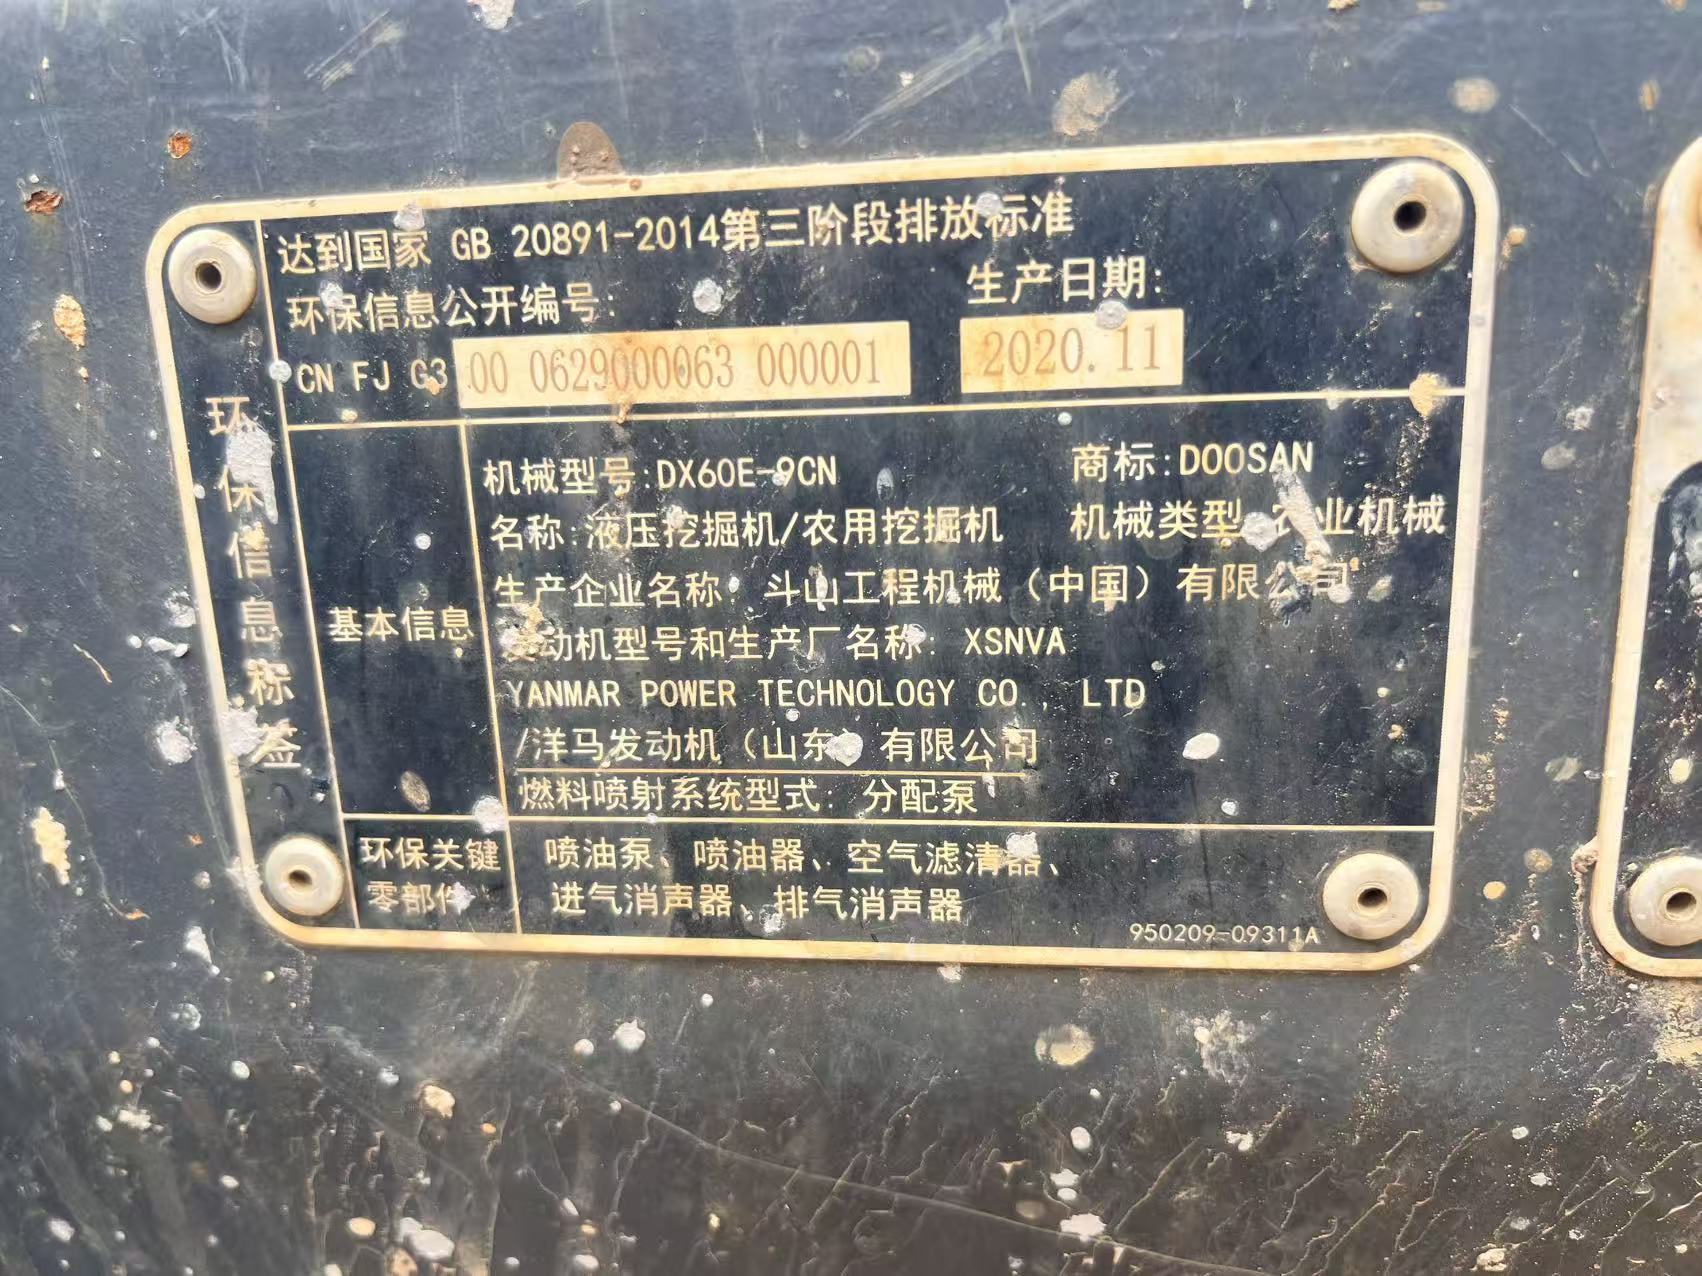 达到国家 GB 20891-2014第三阶段排放标准
环保信息公开编号:
生产日期:
CN FJ G3 00 0629000063 000001
2020.11
环保信息标签
基本信息
机械型号:DX60E-9CN
商标:DOOSAN
名称:液压挖掘机/农用挖掘机
机械类型 农业机械
生产企业名称: 斗山工程机械（中国）有限公司
发动机型号和生产厂名称: XSNVA
YANMAR POWER TECHNOLOGY CO., LTD
/洋马发动机（山东）有限公司
燃料喷射系统型式: 分配泵
环保关键
零部件
喷油泵、喷油器、空气滤清器、
进气消声器、排气消声器
950209-09311A